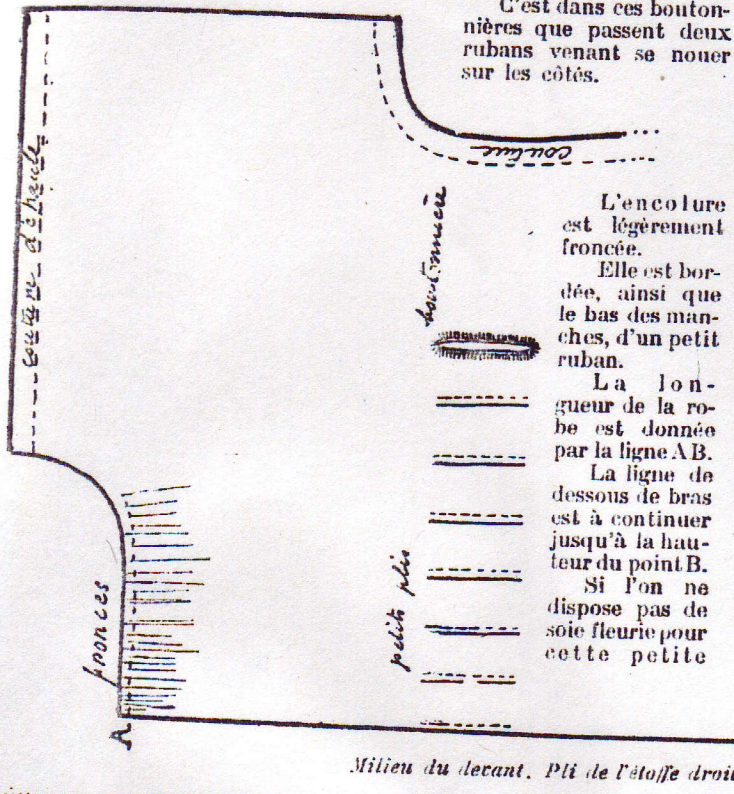 C'est dans ces bouton-
nières que passent deux
rubans venant se nouer
sur les côtés.
couture
couture d'épaule
boutonnière
L'encolure
est légèrement
froncée.
Elle est bor-
dée, ainsi que
le bas des man-
ches, d'un petit
ruban.
La lon-
gueur de la ro-
be est donnée
par la ligne AB.
La ligne de
dessous de bras
est à continuer
jusqu'à la hau-
teur du point B.
Si l'on ne
dispose pas de
soie fleurie pour
cette petite
fronces
petits plis
A
Milieu du devant. Pli de l'étoffe droit